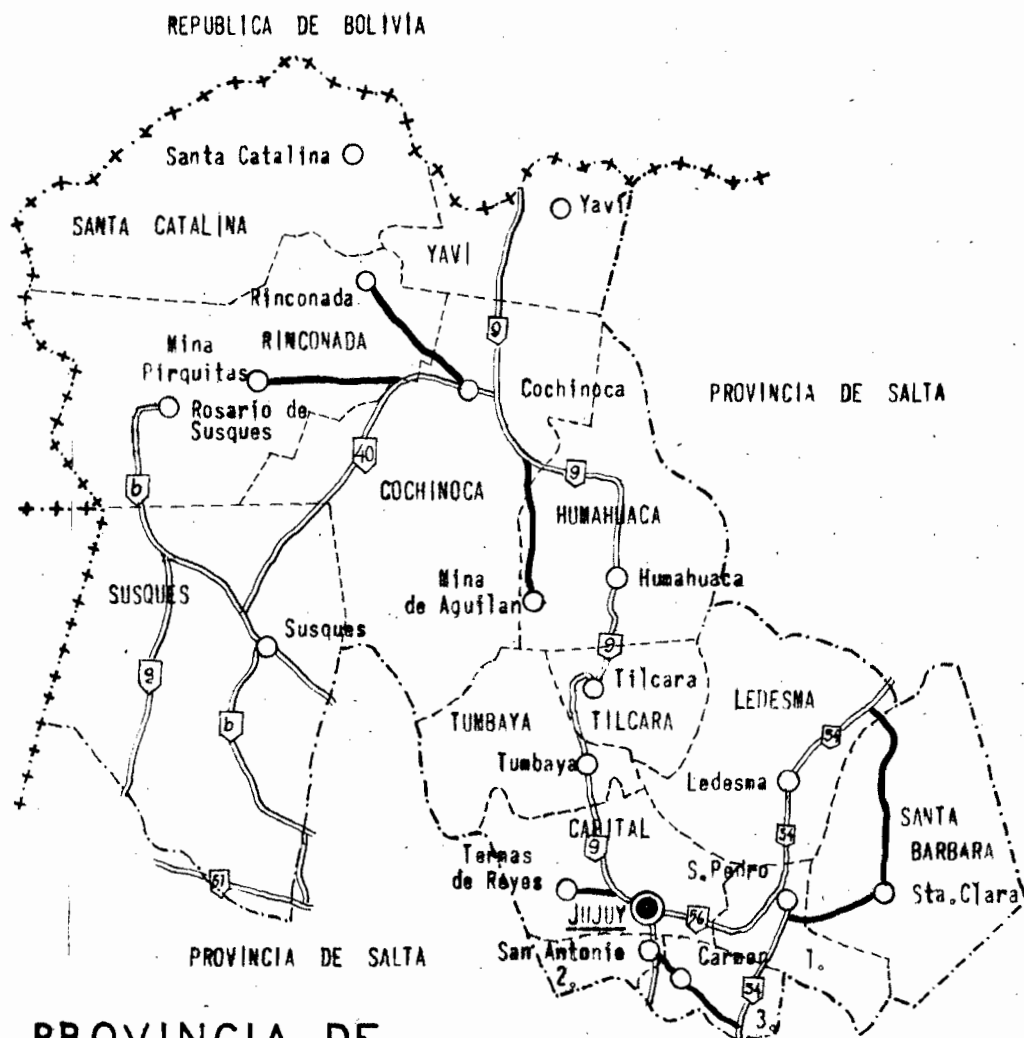 REPUBLICA DE BOLIVIA
Santa Catalina
Yavi
SANTA CATALINA
YAVI
Rinconada
9
Mina
Pirquitas
RINCONADA
Cochinoca
PROVINCIA DE SALTA
Rosario de
Susques
40
9
b
COCHINOCA
HUMAHUACA
Mina
de Aguilan
Humahuaca
SUSQUES
Susques
9
9
Tilcara
LEDESMA
b
TUMBAYA
TILCARA
54
Tumbaya
Ledesma
CAPITAL
34
SANTA
BARBARA
9
Termas
de Reyes
S. Pedro
51
Sta. Clara
JUJUY
56
PROVINCIA DE SALTA
San Antonio
Carmen
1.
2.
34
3.
PROVINCIA DE